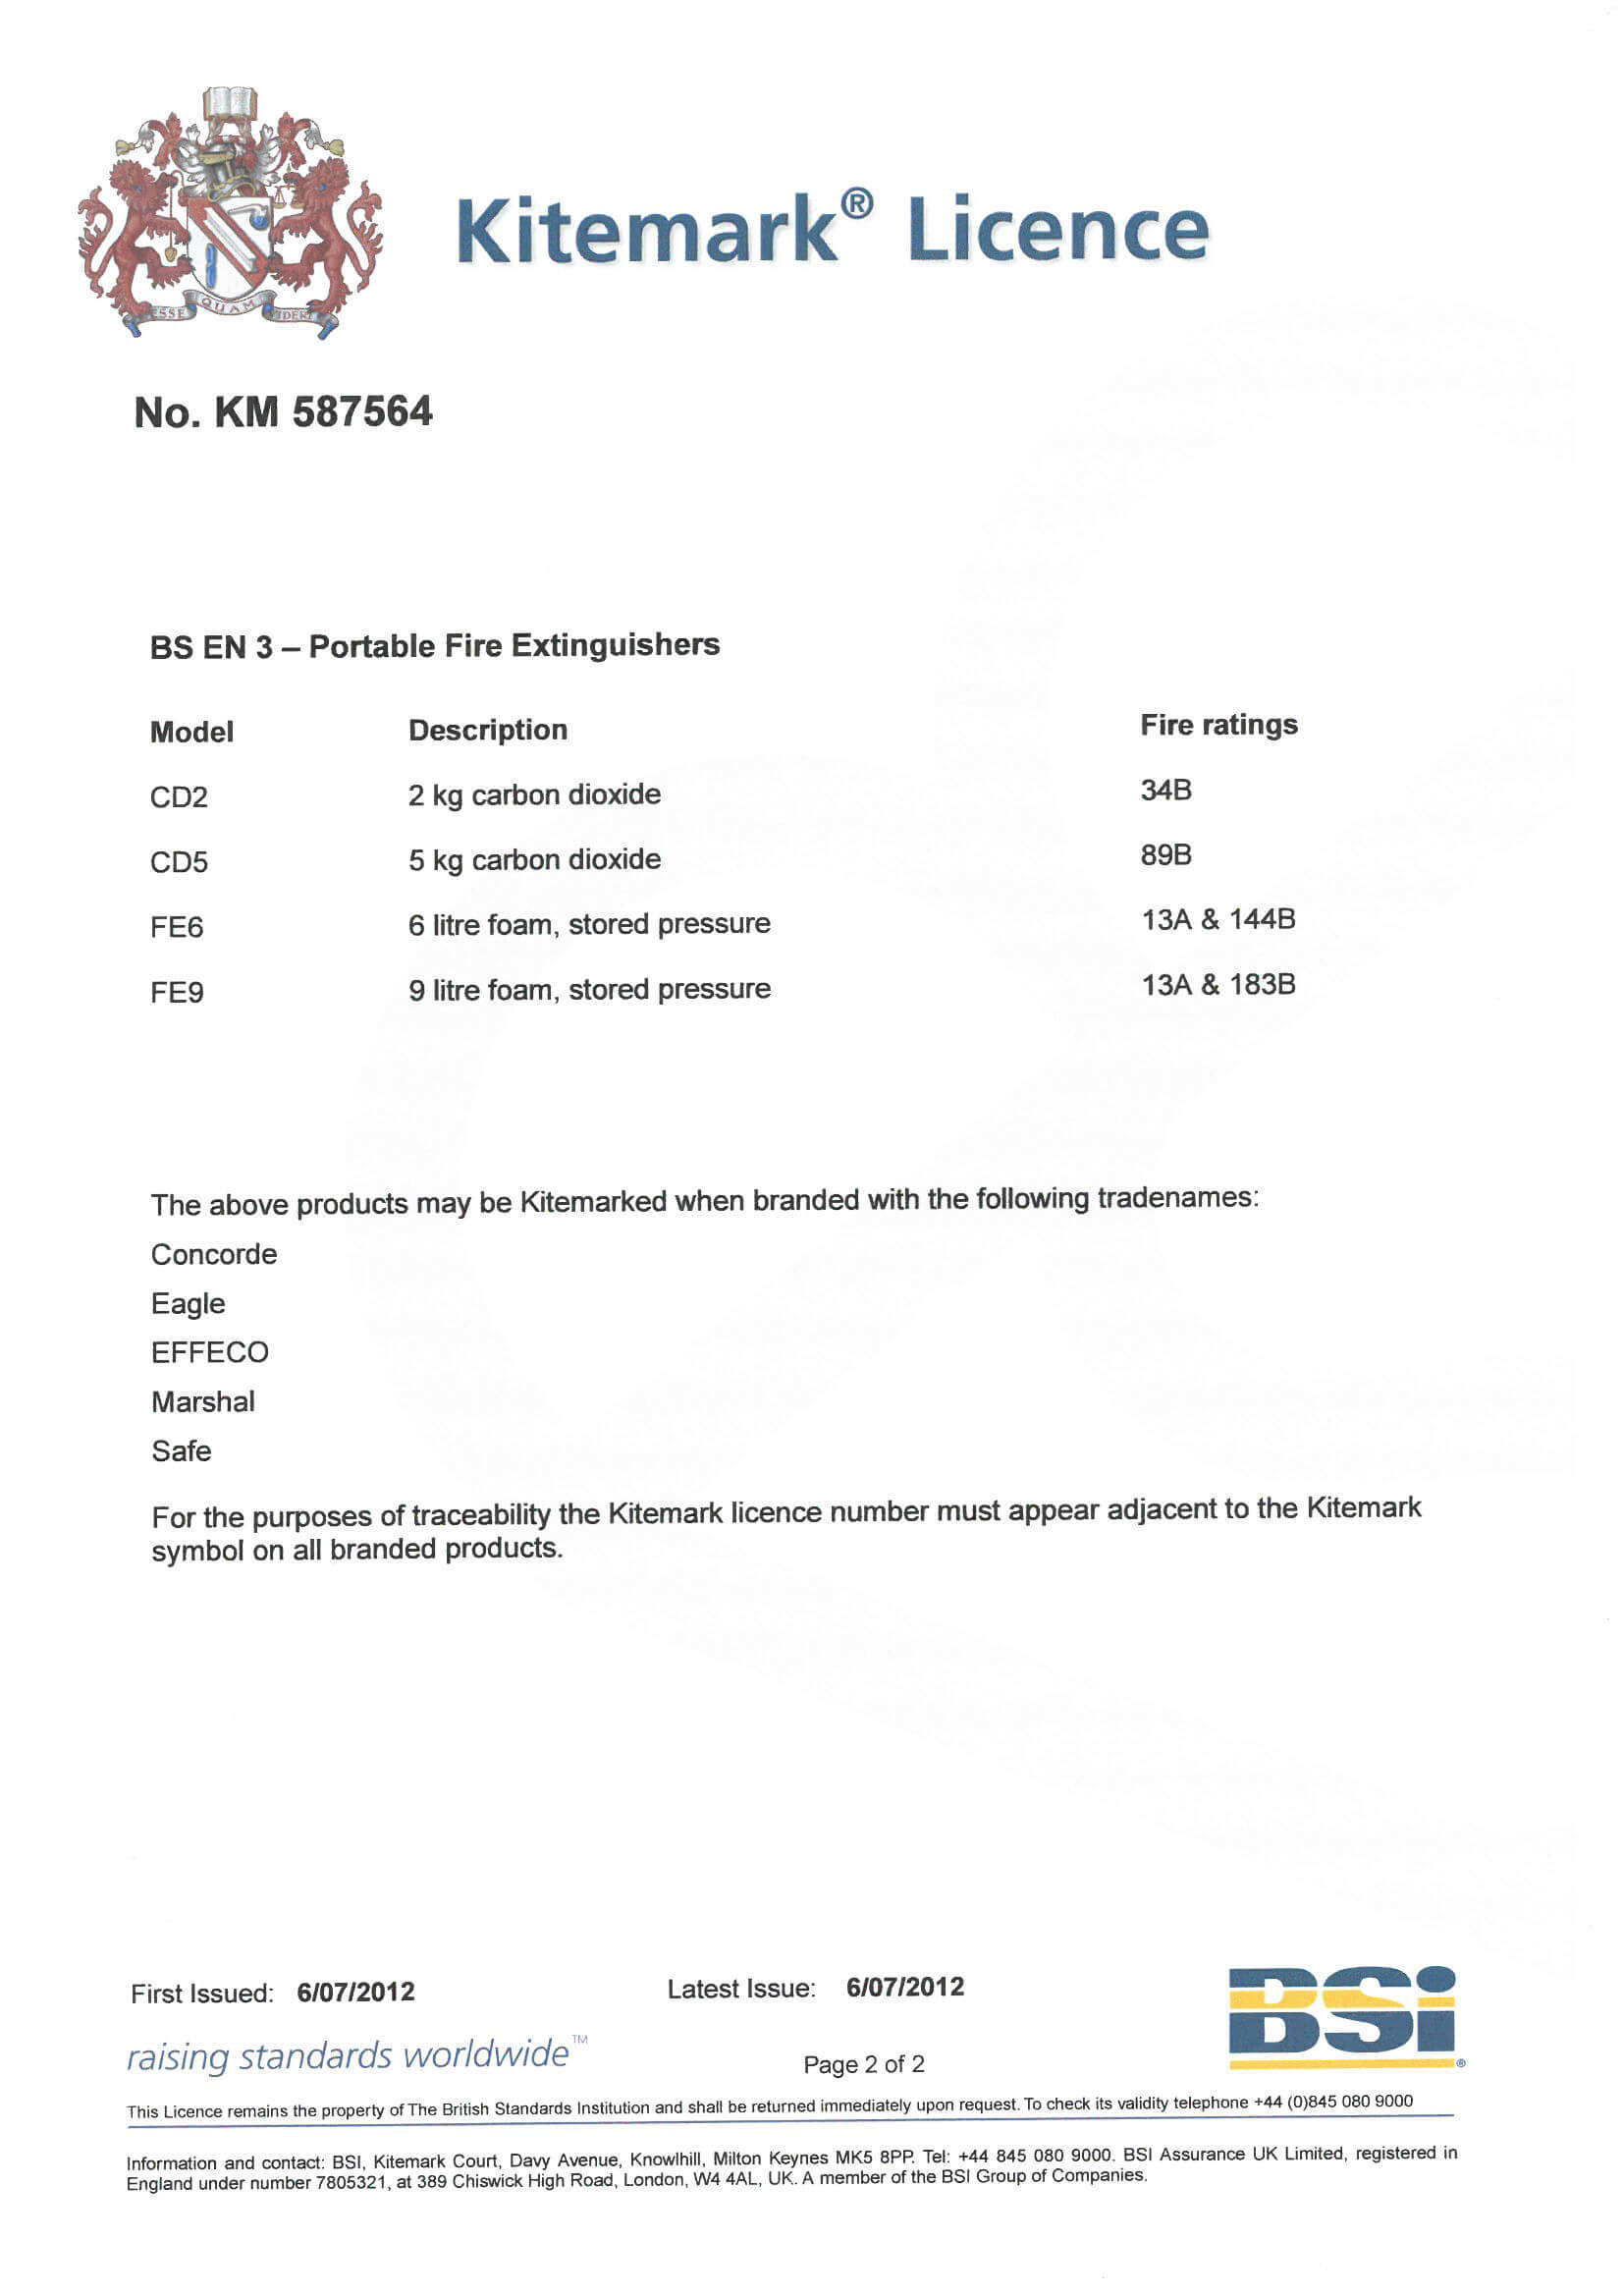 Kitemark® Licence
ESSE QUAM VIDERI
No. KM 587564
BS EN 3 – Portable Fire Extinguishers
Model Description Fire ratings
CD2 2 kg carbon dioxide 34B
CD5 5 kg carbon dioxide 89B
FE6 6 litre foam, stored pressure 13A & 144B
FE9 9 litre foam, stored pressure 13A & 183B
The above products may be Kitemarked when branded with the following tradenames:
Concorde
Eagle
EFFECO
Marshal
Safe
For the purposes of traceability the Kitemark licence number must appear adjacent to the Kitemark
symbol on all branded products.
First Issued: 6/07/2012 Latest Issue: 6/07/2012
BSi®
raising standards worldwide™
Page 2 of 2
This Licence remains the property of The British Standards Institution and shall be returned immediately upon request. To check its validity telephone +44 (0)845 080 9000
Information and contact: BSI, Kitemark Court, Davy Avenue, Knowlhill, Milton Keynes MK5 8PP. Tel: +44 845 080 9000. BSI Assurance UK Limited, registered in
England under number 7805321, at 389 Chiswick High Road, London, W4 4AL, UK. A member of the BSI Group of Companies.